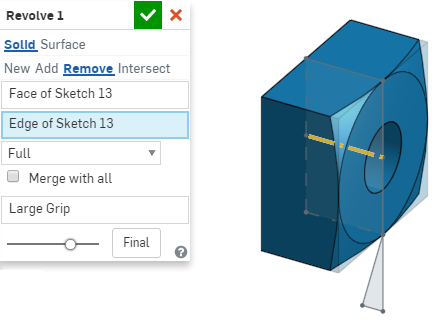 Revolve 1
Solid Surface
New Add Remove Intersect
Face of Sketch 13
Edge of Sketch 13
Full
Merge with all
Large Grip
Final
?